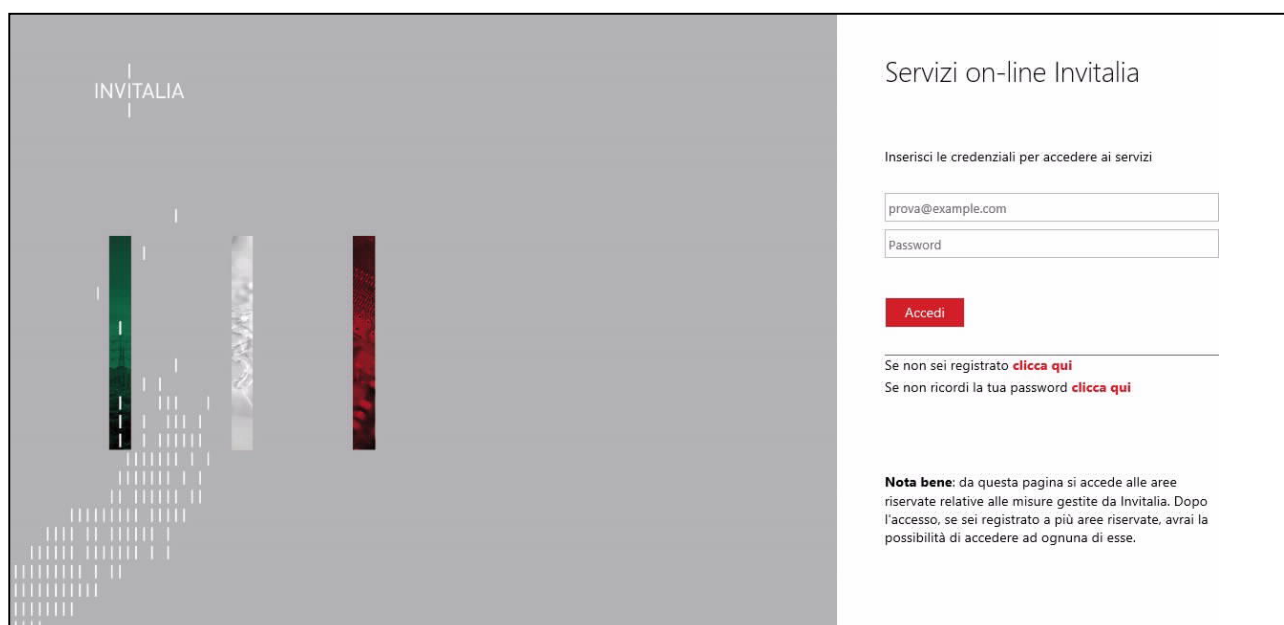 INVITALIA
Servizi on-line Invitalia
Inserisci le credenziali per accedere ai servizi
prova@example.com
Password
Accedi
Se non sei registrato clicca qui
Se non ricordi la tua password clicca qui
Nota bene: da questa pagina si accede alle aree
riservate relative alle misure gestite da Invitalia. Dopo
l'accesso, se sei registrato a più aree riservate, avrai la
possibilità di accedere ad ognuna di esse.